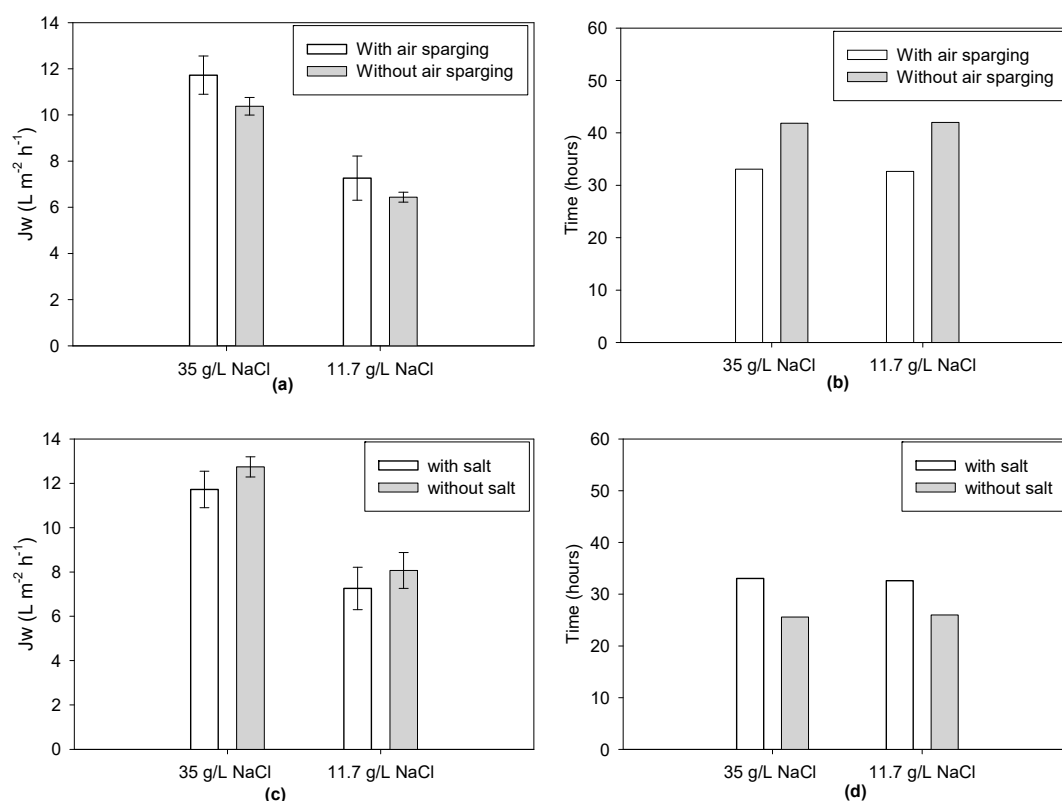 14
12
10
8
6
4
2
0
Jw (L m⁻² h⁻¹)
With air sparging
Without air sparging
35 g/L NaCl
11.7 g/L NaCl
(a)
60
50
40
30
20
10
0
Time (hours)
With air sparging
Without air sparging
35 g/L NaCl
11.7 g/L NaCl
(b)
14
12
10
8
6
4
2
0
Jw (L m⁻² h⁻¹)
with salt
without salt
35 g/L NaCl
11.7 g/L NaCl
(c)
60
50
40
30
20
10
0
Time (hours)
with salt
without salt
35 g/L NaCl
11.7 g/L NaCl
(d)